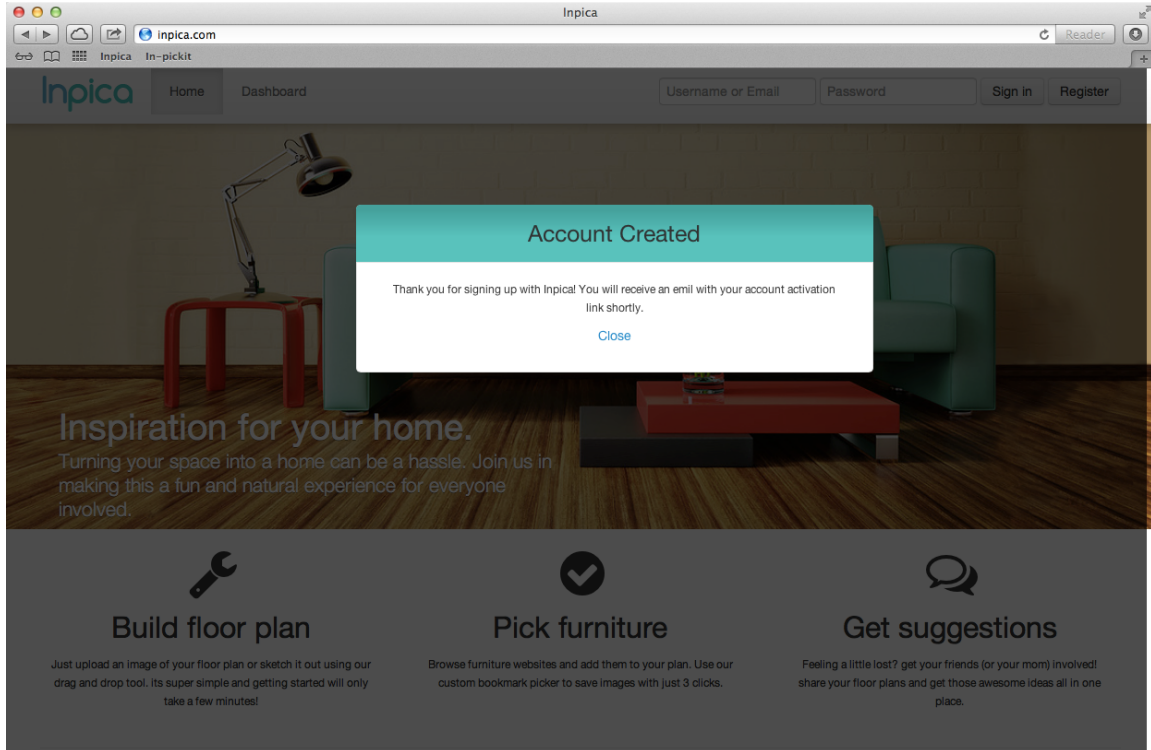 Inpica
inpica.com
Reader
Inpica In-pickit
Inpica Home Dashboard Username or Email Password Sign in Register
Account Created
Thank you for signing up with Inpica! You will receive an emil with your account activation
link shortly.
Close
Inspiration for your home.
Turning your space into a home can be a hassle. Join us in
making this a fun and natural experience for everyone
involved.
Build floor plan
Just upload an image of your floor plan or sketch it out using our
drag and drop tool. Its super simple and getting started will only
take a few minutes!
Pick furniture
Browse furniture websites and add them to your plan. Use our
custom bookmark picker to save images with just 3 clicks.
Get suggestions
Feeling a little lost? get your friends (or your mom) involved!
share your floor plans and get those awesome ideas all in one
place.